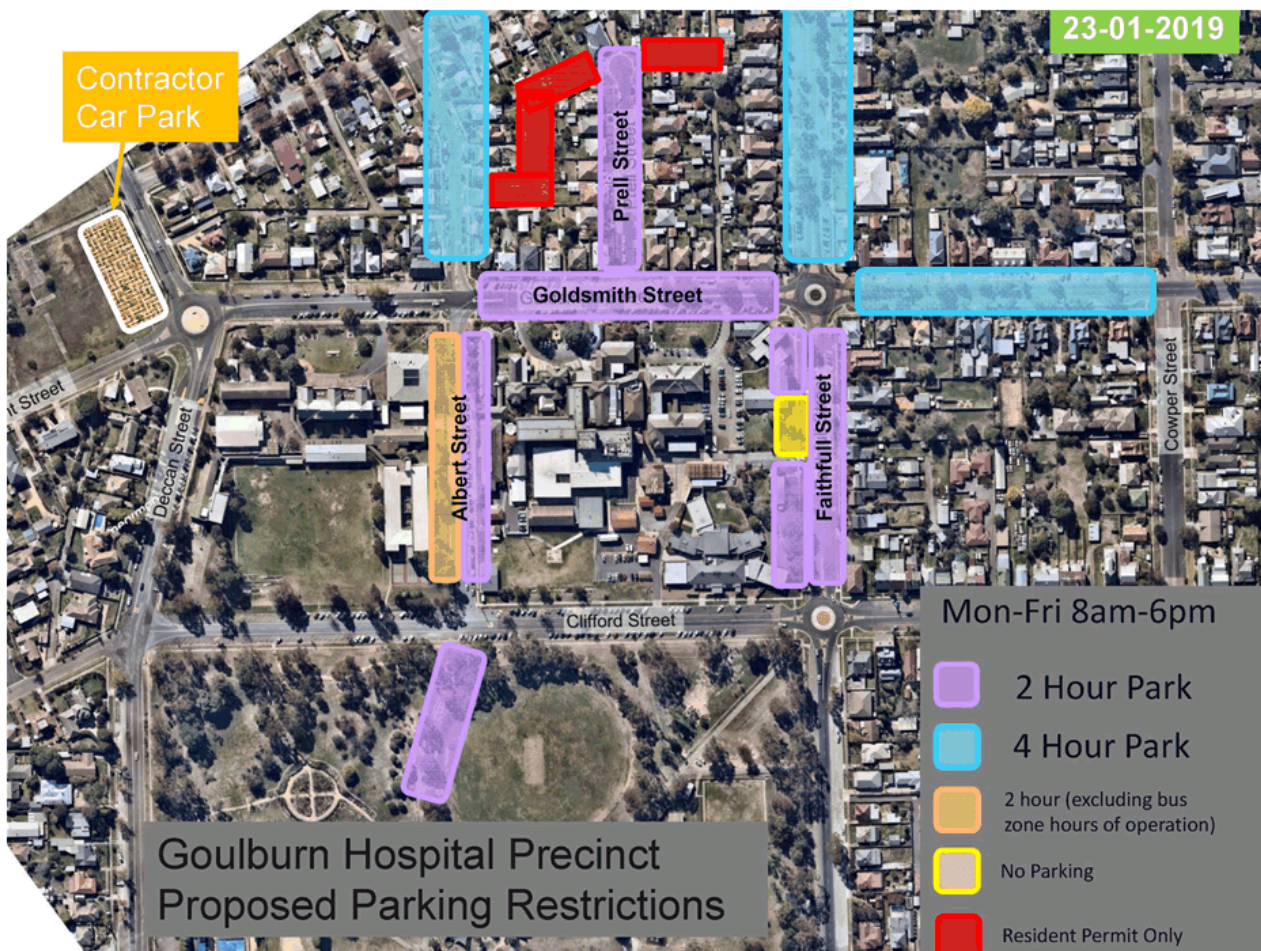 23-01-2019
Contractor
Car Park
Prell Street
Goldsmith Street
nt Street
Deccan Street
Albert Street
Faithfull Street
Cowper Street
Clifford Street
Mon-Fri 8am-6pm
2 Hour Park
4 Hour Park
2 hour (excluding bus
zone hours of operation)
No Parking
Resident Permit Only
Goulburn Hospital Precinct
Proposed Parking Restrictions